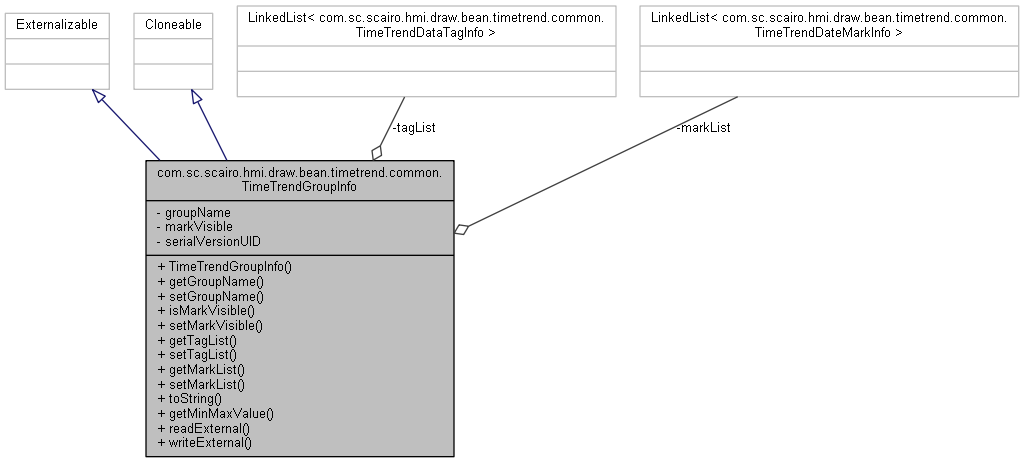 Externalizable
Cloneable
LinkedList< com.sc.scairo.hmi.draw.bean.timetrend.common.
TimeTrendDataTagInfo >
LinkedList< com.sc.scairo.hmi.draw.bean.timetrend.common.
TimeTrendDateMarkInfo >
-tagList
-markList
com.sc.scairo.hmi.draw.bean.timetrend.common.
TimeTrendGroupInfo
- groupName
- markVisible
- serialVersionUID
+ TimeTrendGroupInfo()
+ getGroupName()
+ setGroupName()
+ isMarkVisible()
+ setMarkVisible()
+ getTagList()
+ setTagList()
+ getMarkList()
+ setMarkList()
+ toString()
+ getMinMaxValue()
+ readExternal()
+ writeExternal()